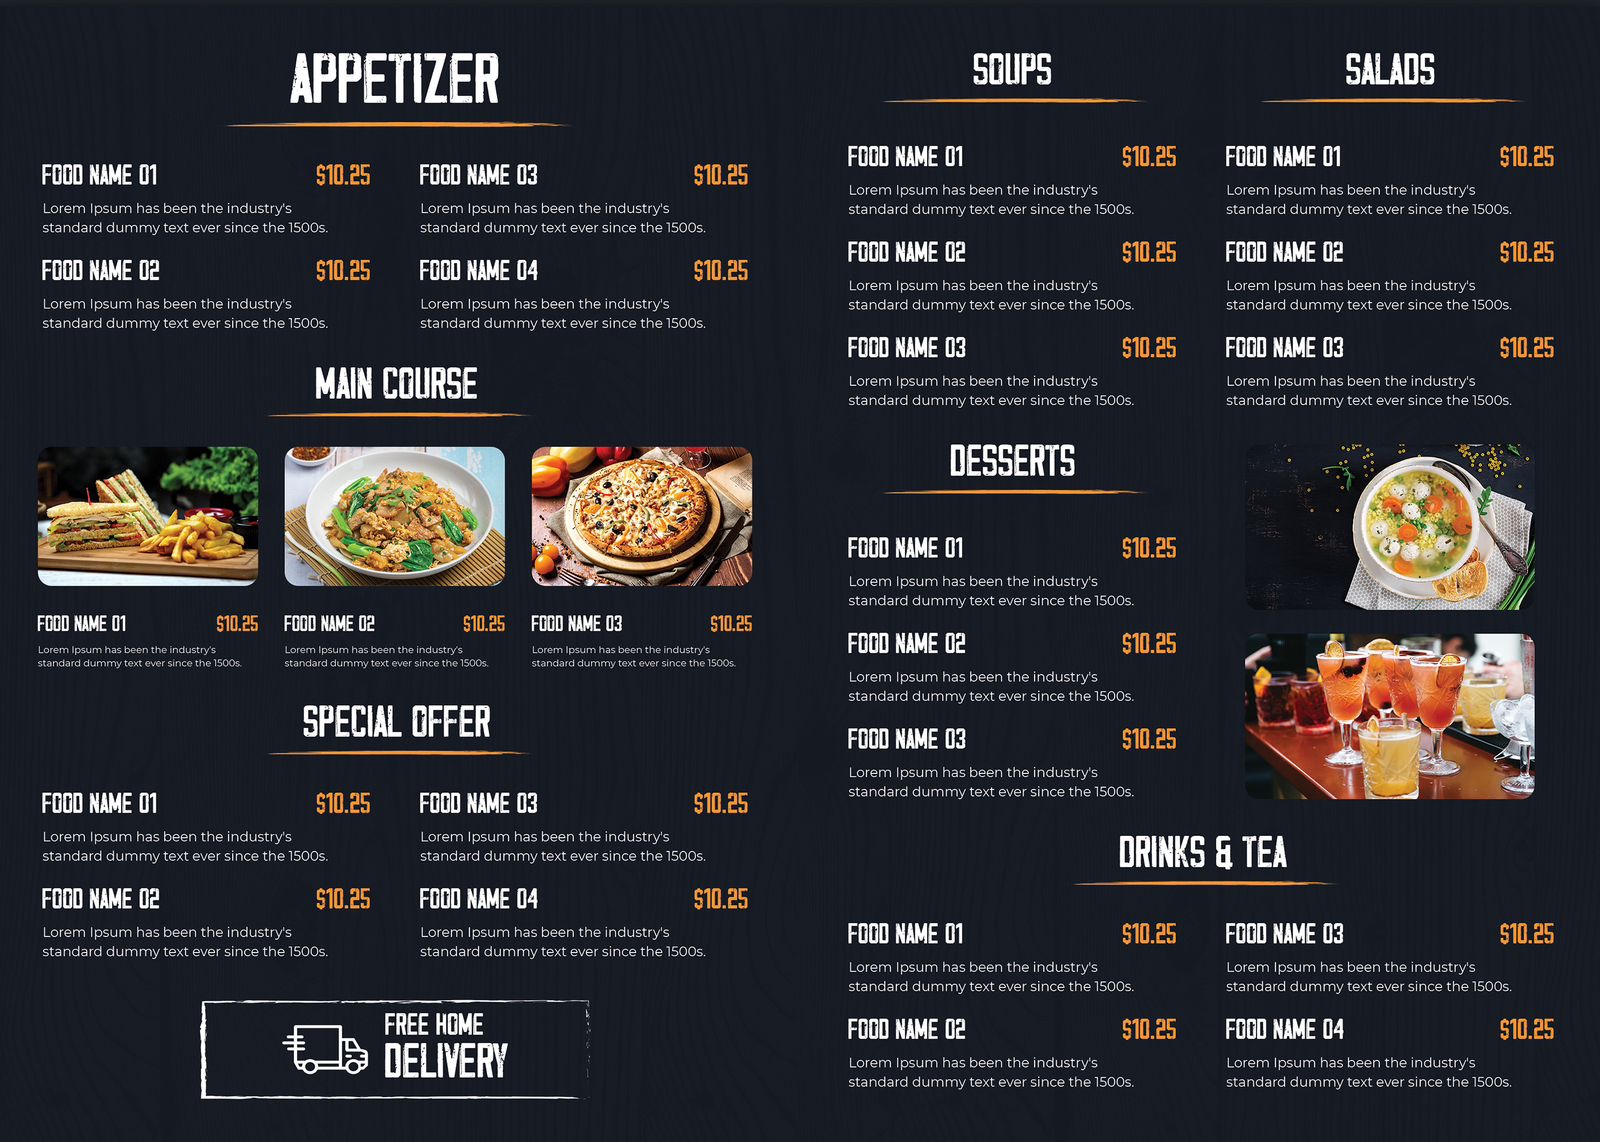 APPETIZER
FOOD NAME 01 $10.25
Lorem Ipsum has been the industry's
standard dummy text ever since the 1500s.
FOOD NAME 02 $10.25
Lorem Ipsum has been the industry's
standard dummy text ever since the 1500s.
FOOD NAME 03 $10.25
Lorem Ipsum has been the industry's
standard dummy text ever since the 1500s.
FOOD NAME 04 $10.25
Lorem Ipsum has been the industry's
standard dummy text ever since the 1500s.
MAIN COURSE
FOOD NAME 01 $10.25
Lorem Ipsum has been the industry's
standard dummy text ever since the 1500s.
FOOD NAME 02 $10.25
Lorem Ipsum has been the industry's
standard dummy text ever since the 1500s.
FOOD NAME 03 $10.25
Lorem Ipsum has been the industry's
standard dummy text ever since the 1500s.
SPECIAL OFFER
FOOD NAME 01 $10.25
Lorem Ipsum has been the industry's
standard dummy text ever since the 1500s.
FOOD NAME 02 $10.25
Lorem Ipsum has been the industry's
standard dummy text ever since the 1500s.
FOOD NAME 03 $10.25
Lorem Ipsum has been the industry's
standard dummy text ever since the 1500s.
FOOD NAME 04 $10.25
Lorem Ipsum has been the industry's
standard dummy text ever since the 1500s.
FREE HOME
DELIVERY
SOUPS
FOOD NAME 01 $10.25
Lorem Ipsum has been the industry's
standard dummy text ever since the 1500s.
FOOD NAME 02 $10.25
Lorem Ipsum has been the industry's
standard dummy text ever since the 1500s.
FOOD NAME 03 $10.25
Lorem Ipsum has been the industry's
standard dummy text ever since the 1500s.
SALADS
FOOD NAME 01 $10.25
Lorem Ipsum has been the industry's
standard dummy text ever since the 1500s.
FOOD NAME 02 $10.25
Lorem Ipsum has been the industry's
standard dummy text ever since the 1500s.
FOOD NAME 03 $10.25
Lorem Ipsum has been the industry's
standard dummy text ever since the 1500s.
DESSERTS
FOOD NAME 01 $10.25
Lorem Ipsum has been the industry's
standard dummy text ever since the 1500s.
FOOD NAME 02 $10.25
Lorem Ipsum has been the industry's
standard dummy text ever since the 1500s.
FOOD NAME 03 $10.25
Lorem Ipsum has been the industry's
standard dummy text ever since the 1500s.
DRINKS & TEA
FOOD NAME 01 $10.25
Lorem Ipsum has been the industry's
standard dummy text ever since the 1500s.
FOOD NAME 02 $10.25
Lorem Ipsum has been the industry's
standard dummy text ever since the 1500s.
FOOD NAME 03 $10.25
Lorem Ipsum has been the industry's
standard dummy text ever since the 1500s.
FOOD NAME 04 $10.25
Lorem Ipsum has been the industry's
standard dummy text ever since the 1500s.